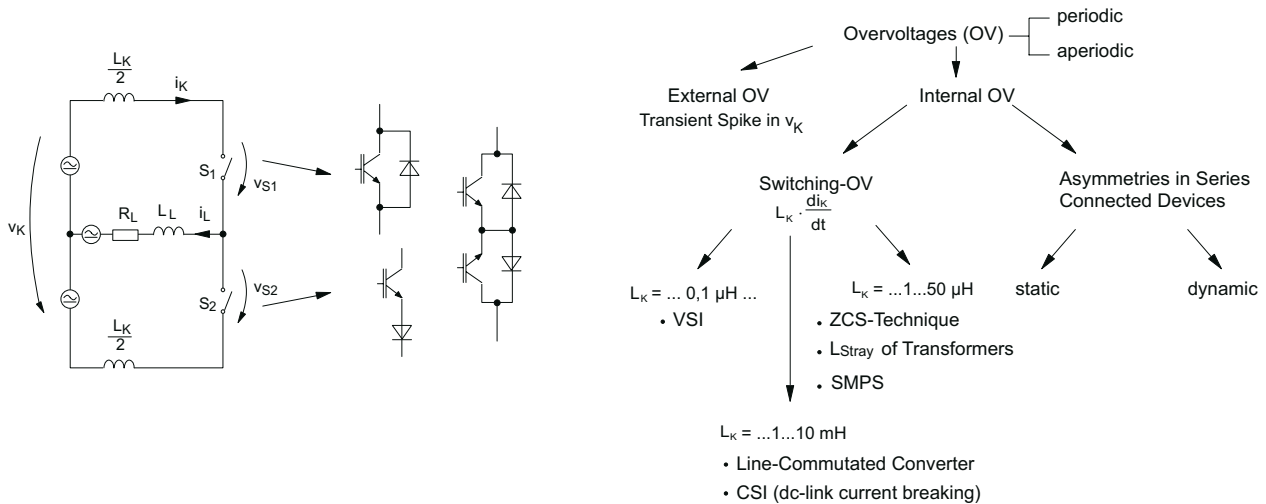 L_K
2
i_K
S_1
v_S1
R_L
L_L
i_L
v_K
S_2
v_S2
L_K
2
Overvoltages (OV)
periodic
aperiodic
External OV
Transient Spike in v_K
Internal OV
Switching-OV
L_K · di_K
dt
Asymmetries in Series
Connected Devices
L_K = ... 0,1 µH ...
• VSI
L_K = ...1...50 µH
• ZCS-Technique
• L_Stray of Transformers
• SMPS
static
dynamic
L_K = ...1...10 mH
• Line-Commutated Converter
• CSI (dc-link current breaking)